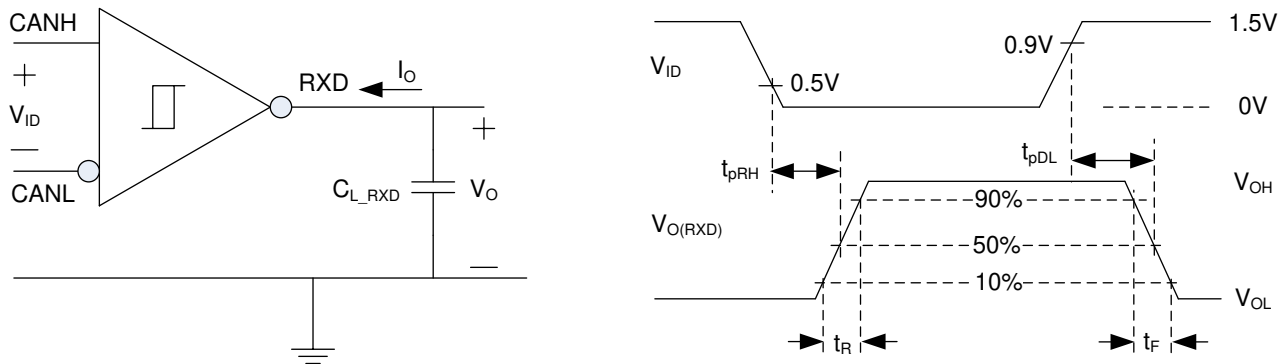 CANH
RXD
I_O
V_ID
CANL
C_L_RXD
V_O
V_ID
0.5V
0.9V
1.5V
0V
t_pRH
t_pDL
V_O(RXD)
90%
50%
10%
V_OH
V_OL
t_R
t_F